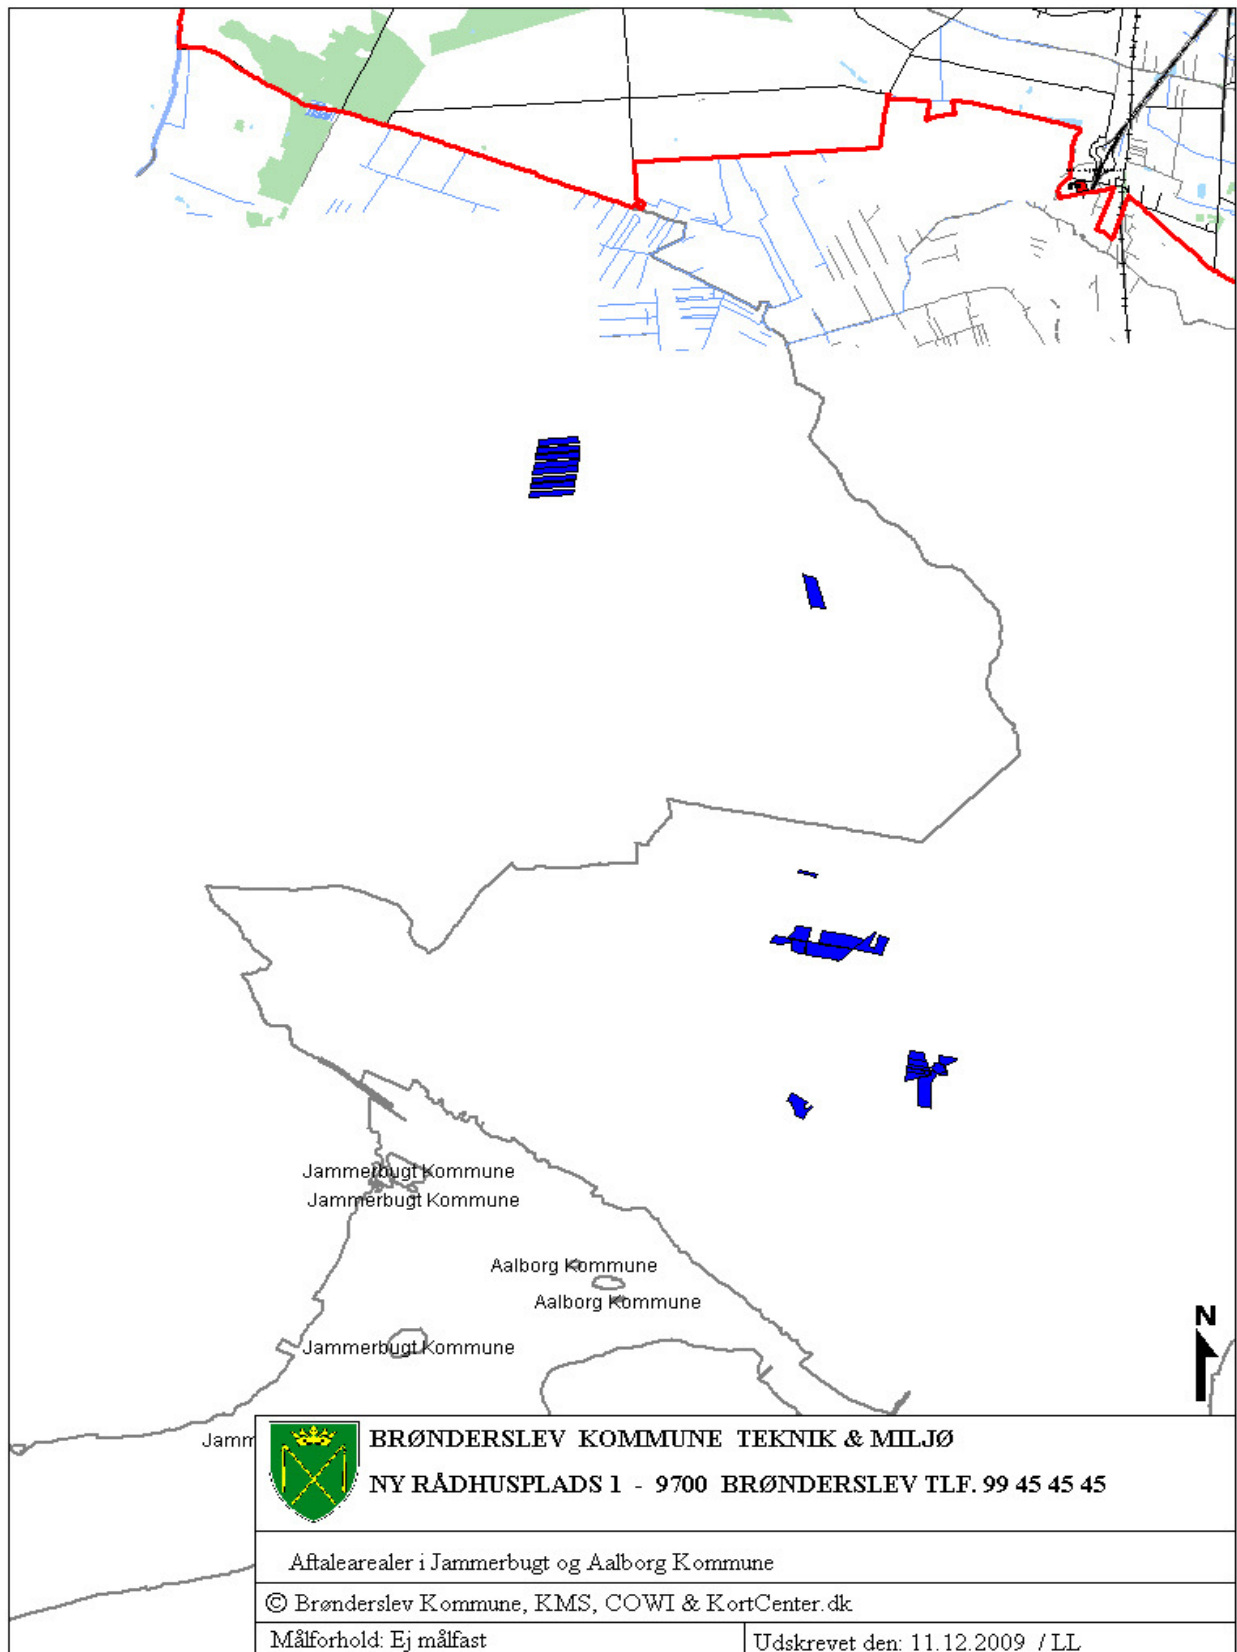 Jammerbugt Kommune
Jammerbugt Kommune
Aalborg Kommune
Aalborg Kommune
N
Jammerbugt Kommune
Jamm
BRØNDERSLEV KOMMUNE TEKNIK & MILJØ
NY RÅDHUSPLADS 1 - 9700 BRØNDERSLEV TLF. 99 45 45 45
Aftalearealer i Jammerbugt og Aalborg Kommune
© Brønderslev Kommune, KMS, COWI & KortCenter.dk
Målforhold: Ej målfast
Udskrevet den: 11.12.2009 / LL